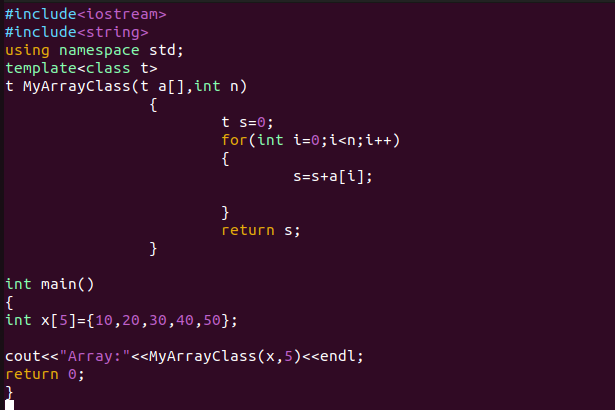 #include<iostream>
#include<string>
using namespace std;
template<class t>
t MyArrayClass(t a[],int n)
{
t s=0;
for(int i=0;i<n;i++)
{
s=s+a[i];
}
return s;
}
int main()
{
int x[5]={10,20,30,40,50};
cout<<"Array:"<<MyArrayClass(x,5)<<endl;
return 0;
}